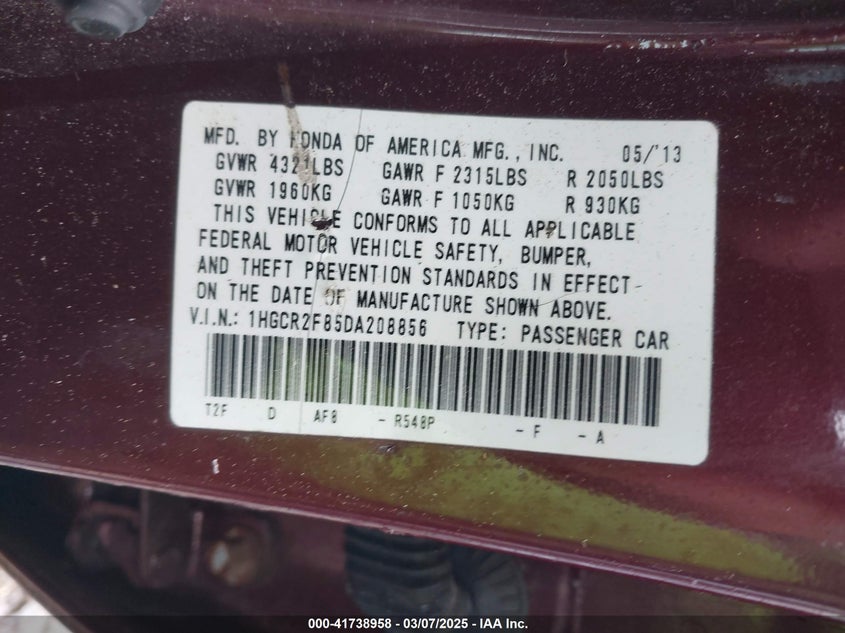 MFD. BY HONDA OF AMERICA MFG., INC. 05/'13
GVWR 4321LBS GAWR F 2315LBS R 2050LBS
GVWR 1960KG GAWR F 1050KG R 930KG
THIS VEHICLE CONFORMS TO ALL APPLICABLE
FEDERAL MOTOR VEHICLE SAFETY, BUMPER,
AND THEFT PREVENTION STANDARDS IN EFFECT
ON THE DATE OF MANUFACTURE SHOWN ABOVE.
V.I.N.: 1HGCR2F85DA208856 TYPE: PASSENGER CAR
T2F D AF8 - R548P - F - A
000-41738958 - 03/07/2025 - IAA Inc.